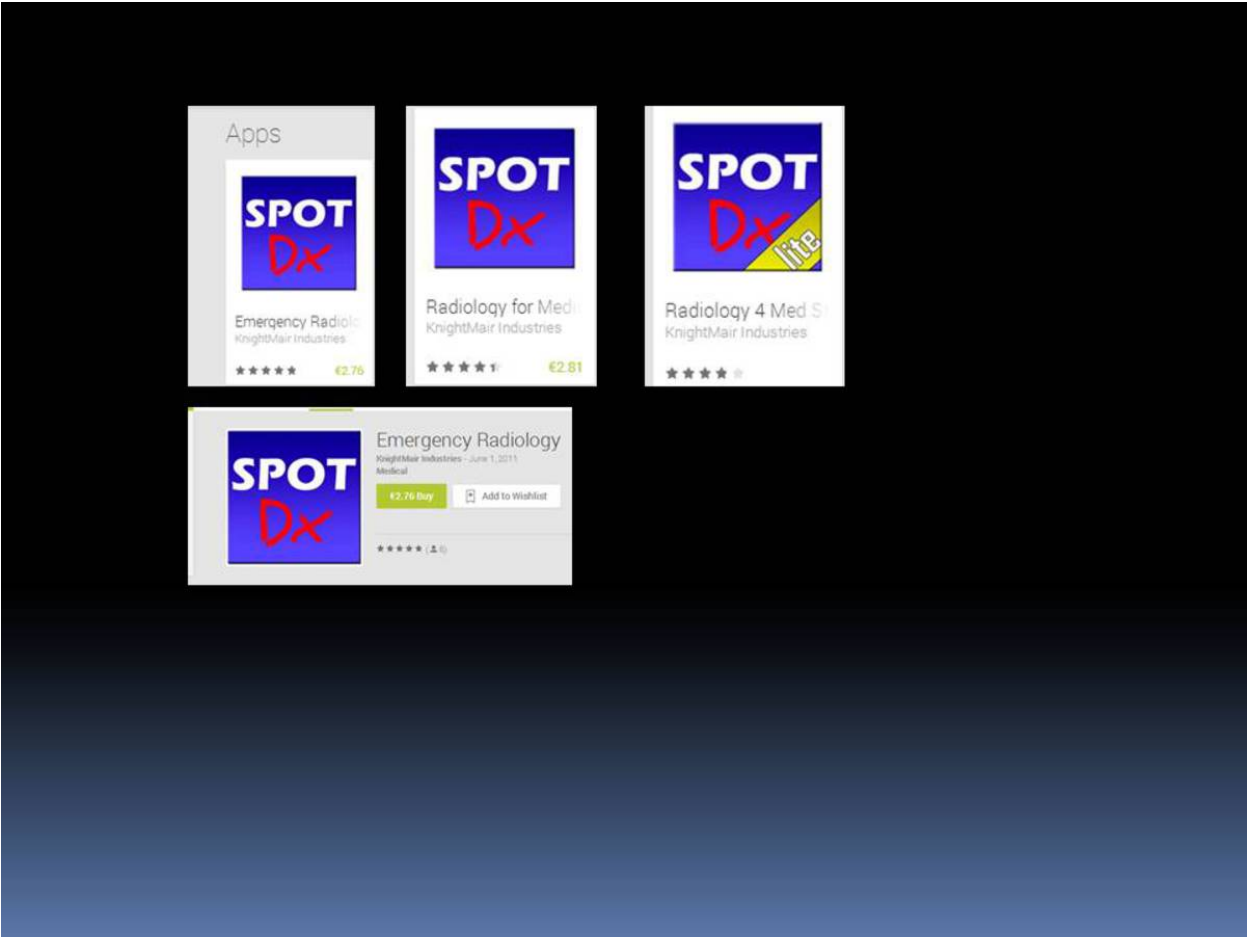 Apps
SPOT
Dx
Emergency Radiolo
KnightMair Industries
€2.76
SPOT
Dx
Radiology for Medi
KnightMair Industries
€2.81
SPOT
Dx
lite
Radiology 4 Med S
KnightMair Industries
SPOT
Dx
Emergency Radiology
KnightMair Industries - June 1, 2011
Medical
€2.76 Buy
Add to Wishlist